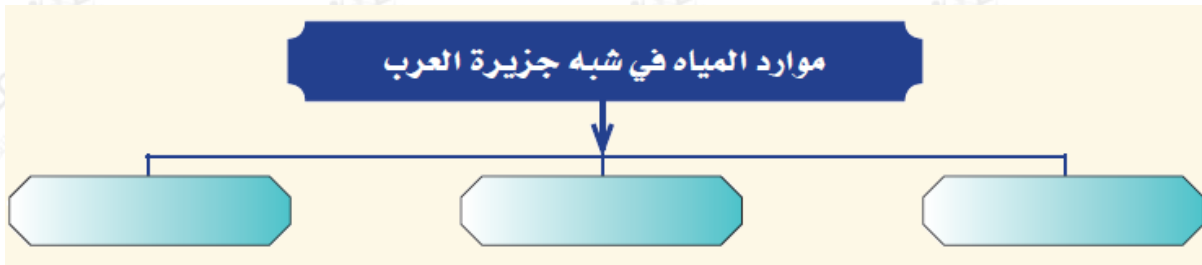 موارد المياه في شبه جزيرة العرب